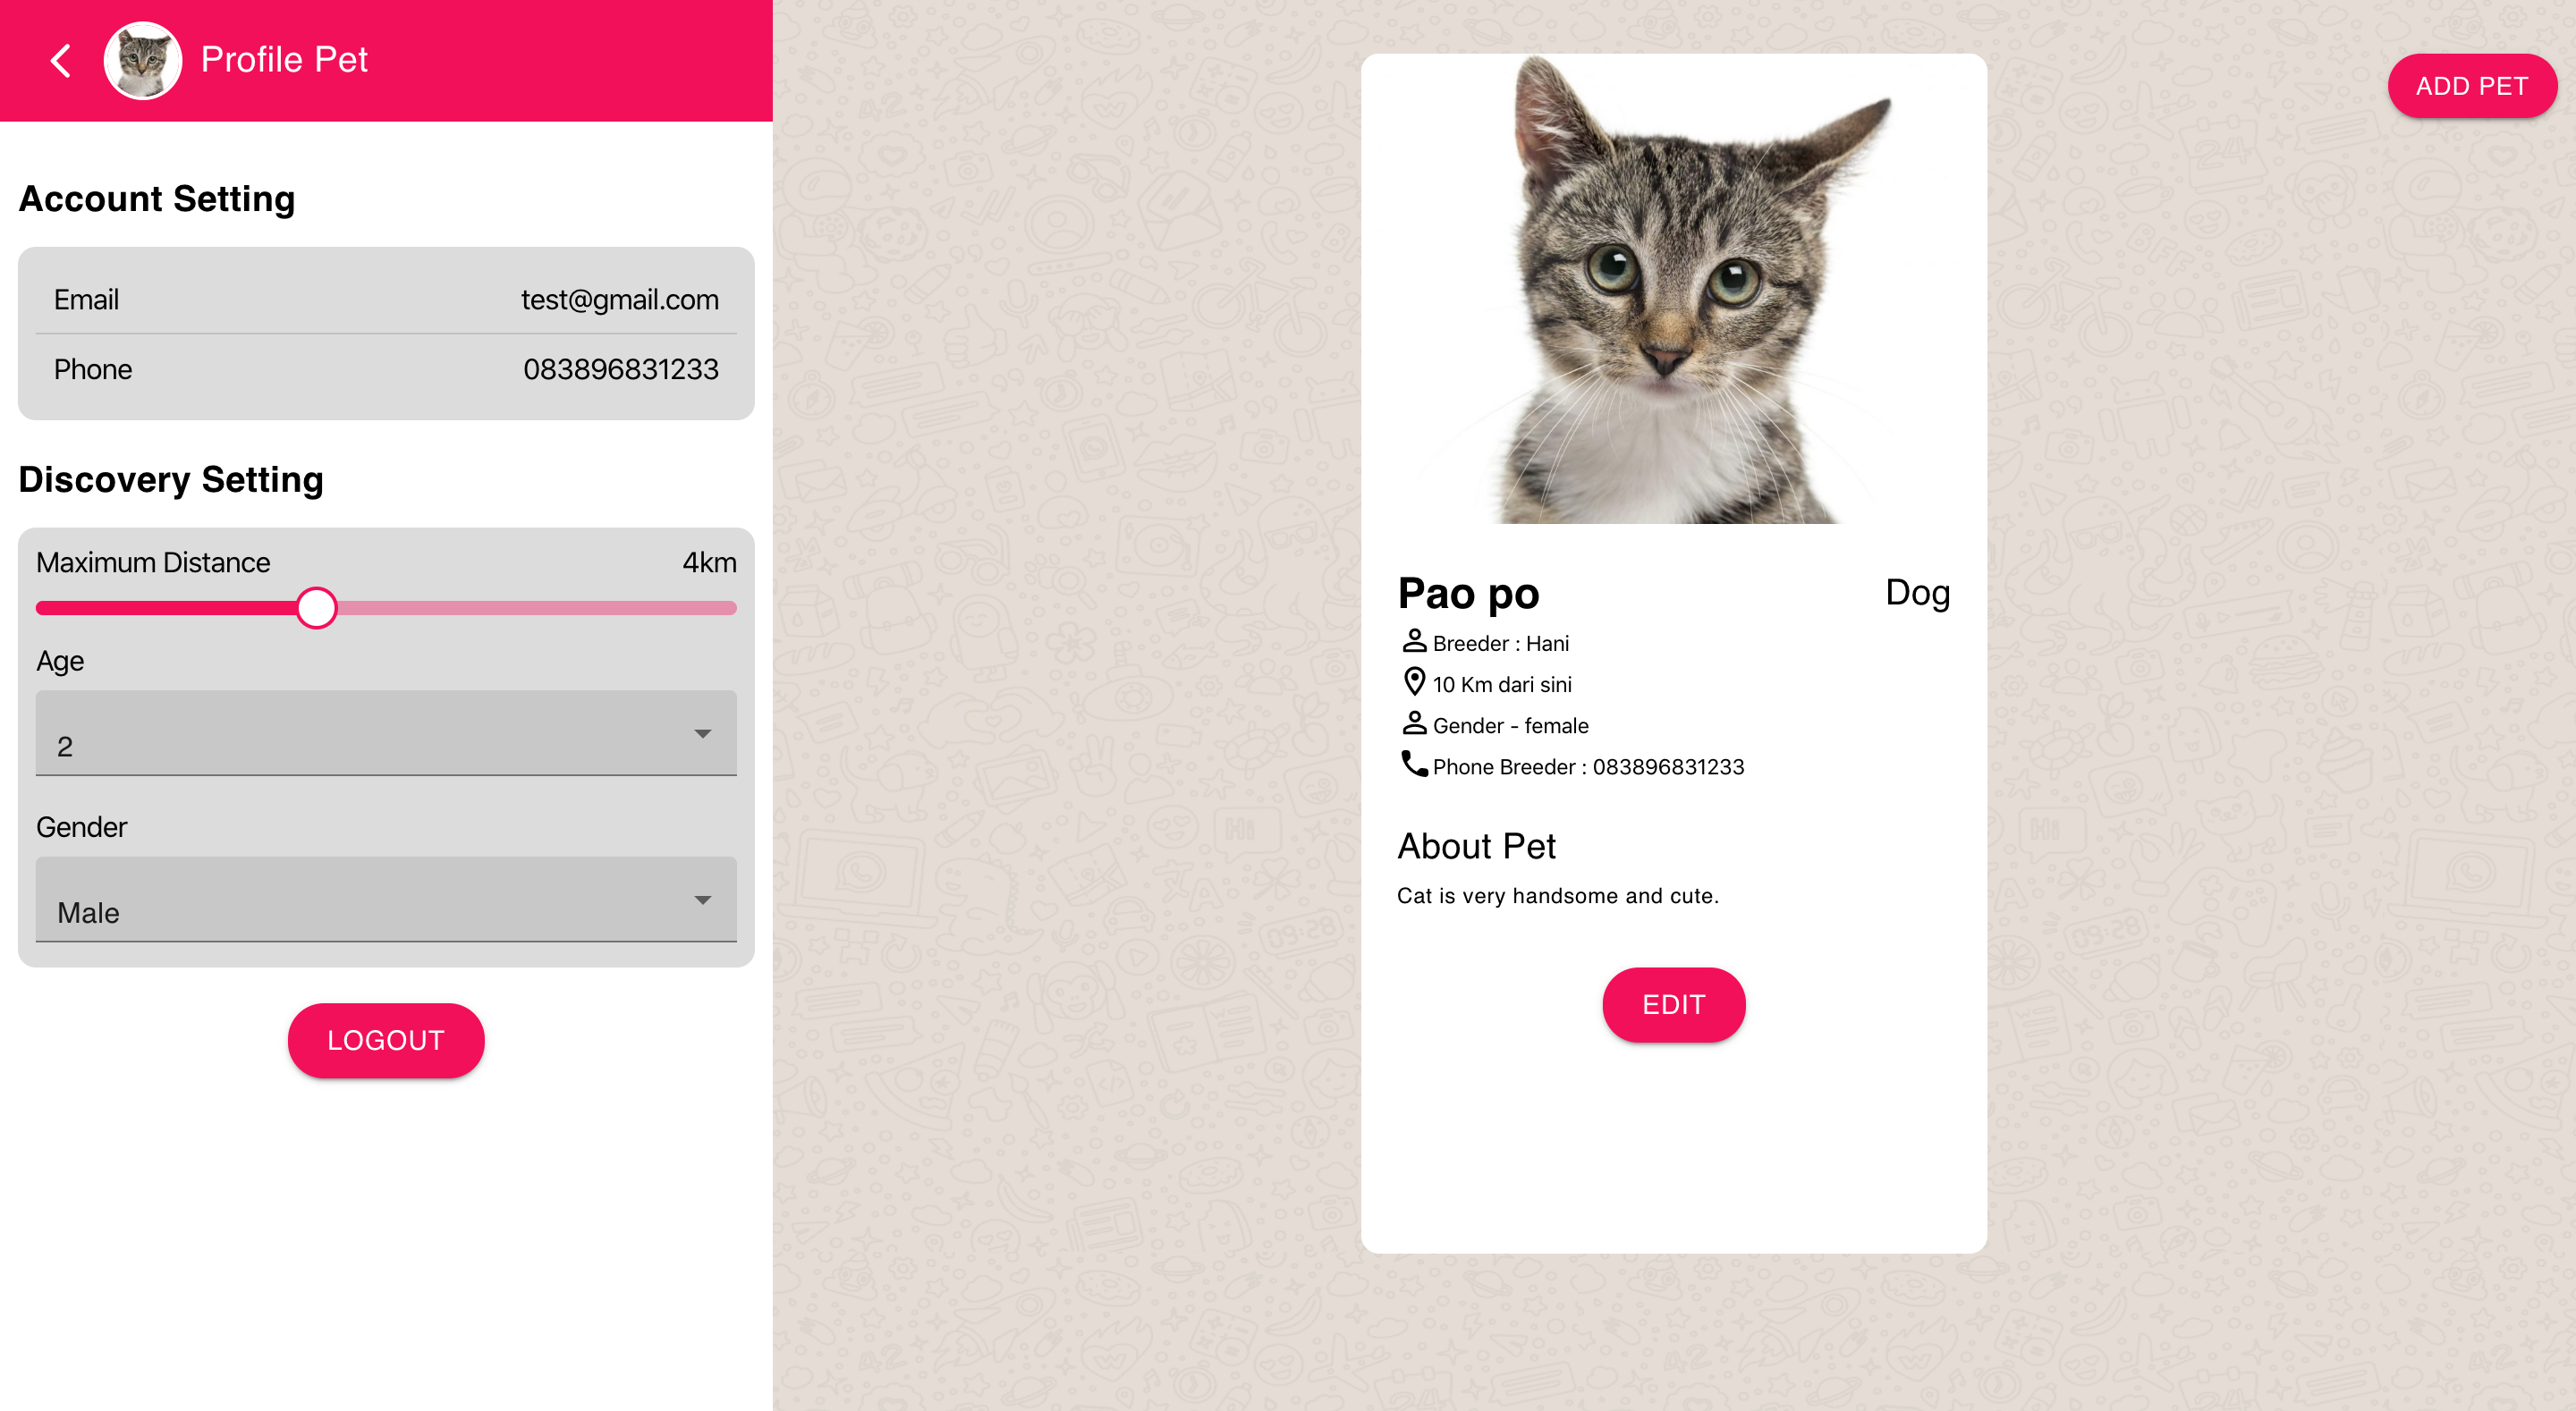 Profile Pet
Account Setting
Email test@gmail.com
Phone 083896831233
Discovery Setting
Maximum Distance 4km
Age
2
Gender
Male
LOGOUT
ADD PET
Pao po Dog
Breeder : Hani
10 Km dari sini
Gender - female
Phone Breeder : 083896831233
About Pet
Cat is very handsome and cute.
EDIT